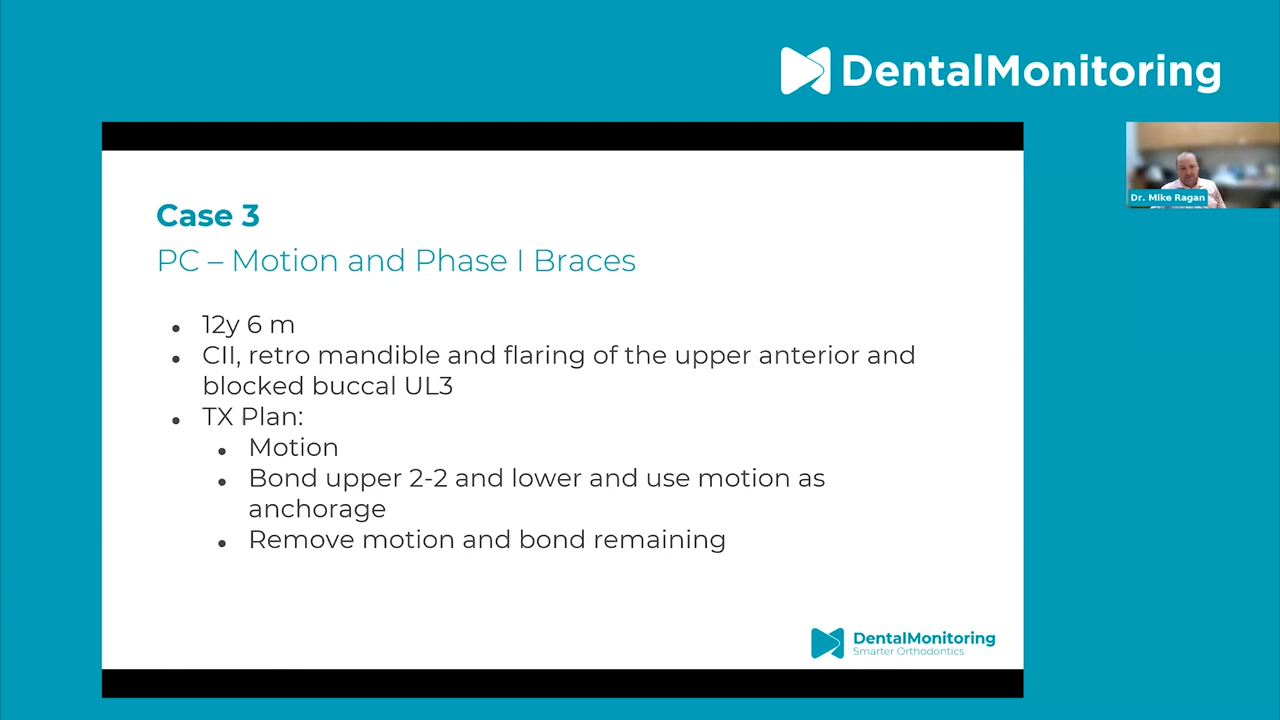 DentalMonitoring
Dr. Mike Ragan
Case 3
PC – Motion and Phase I Braces
• 12y 6 m
• CII, retro mandible and flaring of the upper anterior and
blocked buccal UL3
• TX Plan:
• Motion
• Bond upper 2-2 and lower and use motion as
anchorage
• Remove motion and bond remaining
DentalMonitoring
Smarter Orthodontics